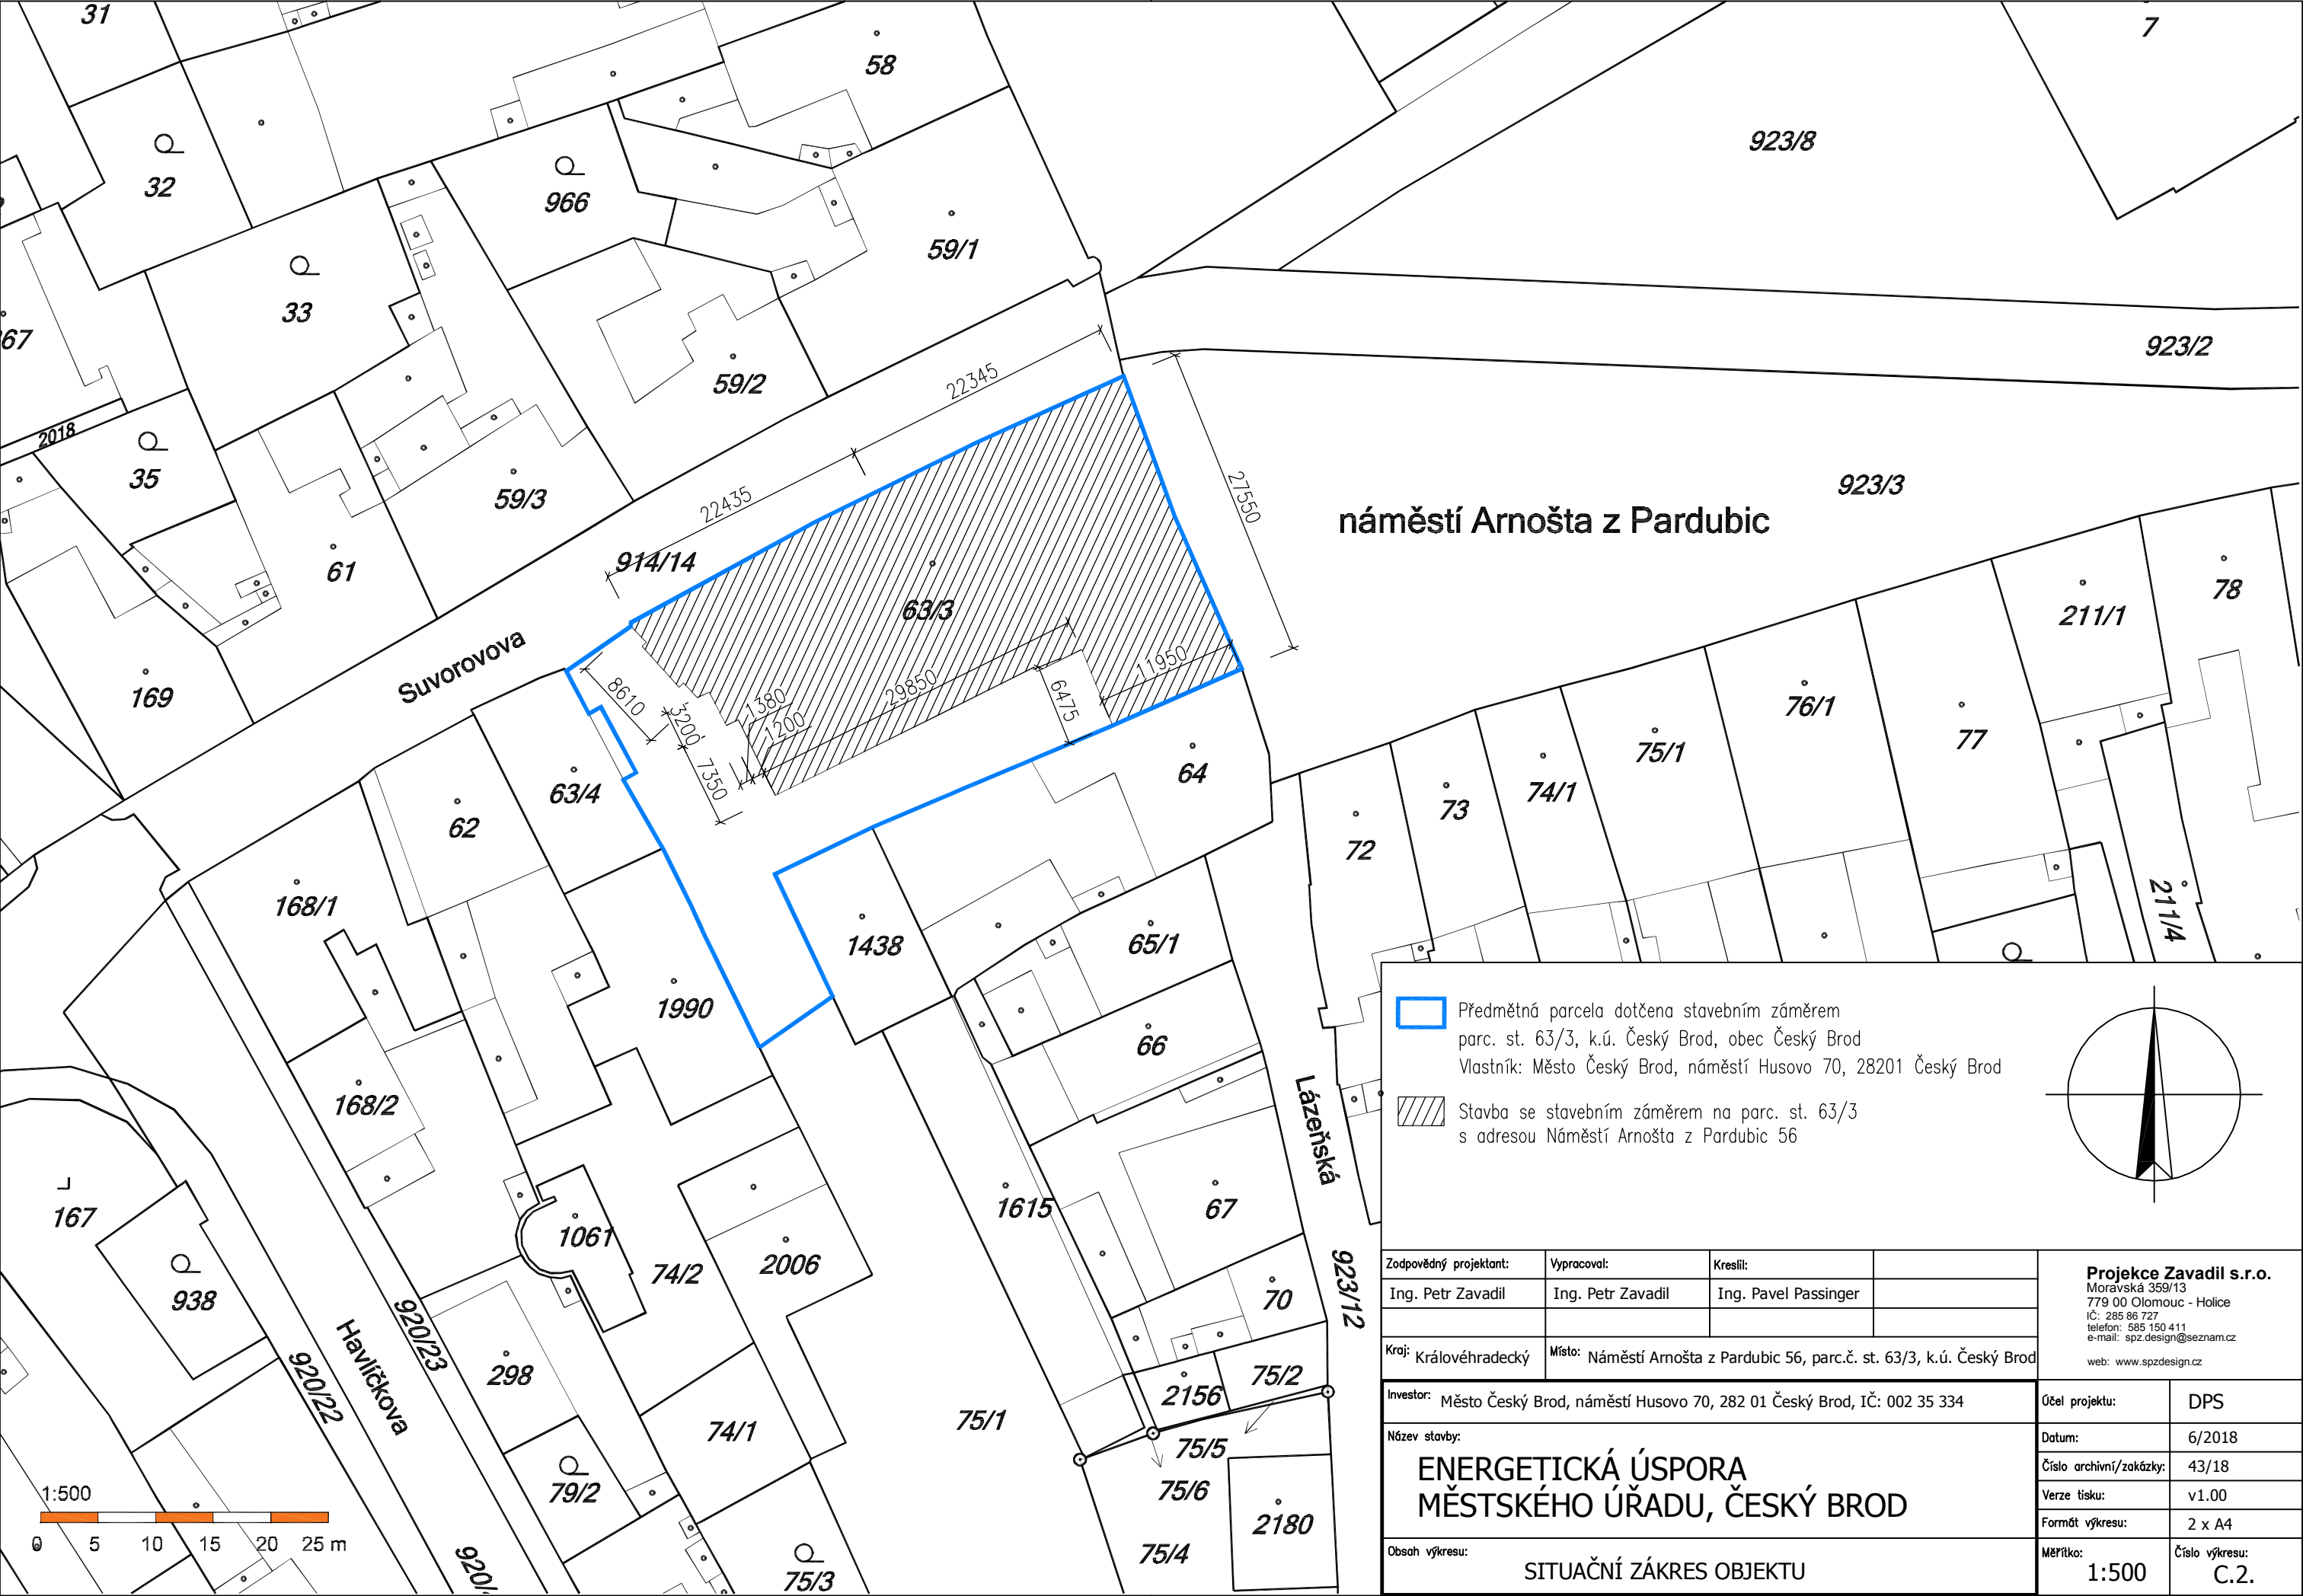 31
58
7
923/8
32
966
59/1
33
67
923/2
59/2
22345
2018
35
59/3
22435
27550
923/3
náměstí Arnošta z Pardubic
914/14
61
63/3
78
211/1
Suvorovova
169
8610
3200
7350
1380
1200
29850
6475
11950
76/1
77
75/1
74/1
73
72
64
63/4
62
168/1
1438
65/1
211/4
1990
66
168/2
Lázeňská
1615
67
167
1061
74/2
2006
938
923/12
70
920/23
Havlíčkova
920/22
298
75/2
2156
75/1
74/1
75/5
75/6
79/2
2180
75/4
75/3
920/
1:500
0 5 10 15 20 25 m
Předmětná parcela dotčena stavebním záměrem
parc. st. 63/3, k.ú. Český Brod, obec Český Brod
Vlastník: Město Český Brod, náměstí Husovo 70, 28201 Český Brod
Stavba se stavebním záměrem na parc. st. 63/3
s adresou Náměstí Arnošta z Pardubic 56
Zodpovědný projektant: Vypracoval: Kreslil:
Ing. Petr Zavadil Ing. Petr Zavadil Ing. Pavel Passinger
Kraj: Královéhradecký Místo: Náměstí Arnošta z Pardubic 56, parc.č. st. 63/3, k.ú. Český Brod
Projekce Zavadil s.r.o.
Moravská 359/13
779 00 Olomouc - Holice
IČ: 285 86 727
telefon: 585 150 411
e-mail: spz.design@seznam.cz
web: www.spzdesign.cz
Investor: Město Český Brod, náměstí Husovo 70, 282 01 Český Brod, IČ: 002 35 334
Název stavby:
ENERGETICKÁ ÚSPORA
MĚSTSKÉHO ÚŘADU, ČESKÝ BROD
Obsah výkresu:
SITUAČNÍ ZÁKRES OBJEKTU
Účel projektu: DPS
Datum: 6/2018
Číslo archivní/zakázky: 43/18
Verze tisku: v1.00
Formát výkresu: 2 x A4
Měřítko: 1:500
Číslo výkresu: C.2.